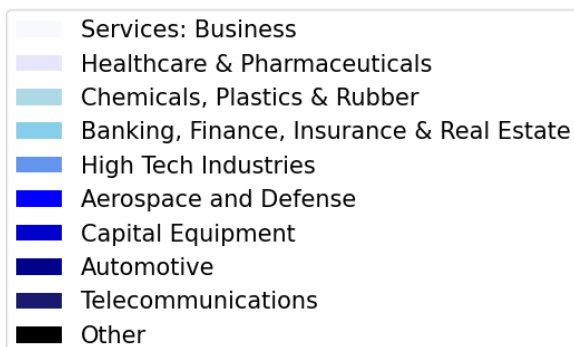 Services: Business
Healthcare & Pharmaceuticals
Chemicals, Plastics & Rubber
Banking, Finance, Insurance & Real Estate
High Tech Industries
Aerospace and Defense
Capital Equipment
Automotive
Telecommunications
Other